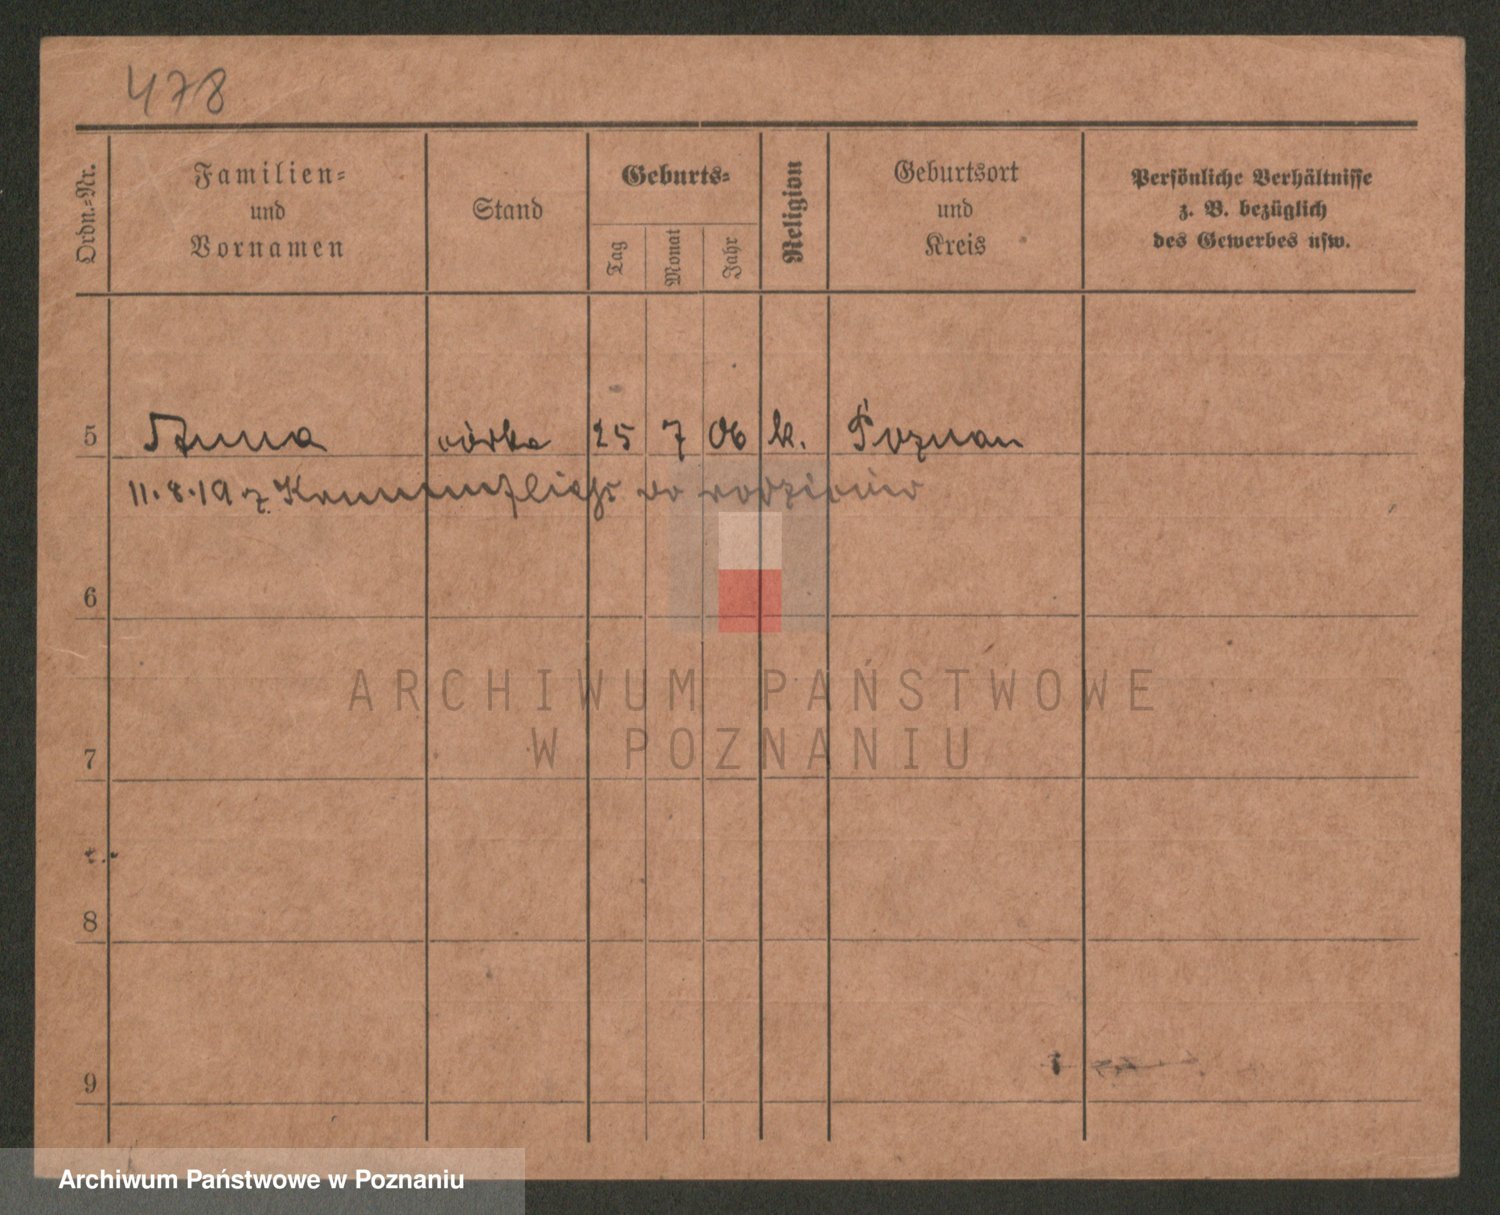 478
Ordn.-Nr.
Familien-
und
Vornamen
Stand
Geburts-
Tag
Monat
Jahr
Religion
Geburtsort
und
Kreis
Persönliche Verhältnisse
z. B. bezüglich
des Gewerbes usw.
5 Anna córka 25 7 06 k. Poznan
11.8.19 z do rodziców
6
ARCHIWUM PAŃSTWOWE
W POZNANIU
7
8
9
Archiwum Państwowe w Poznaniu